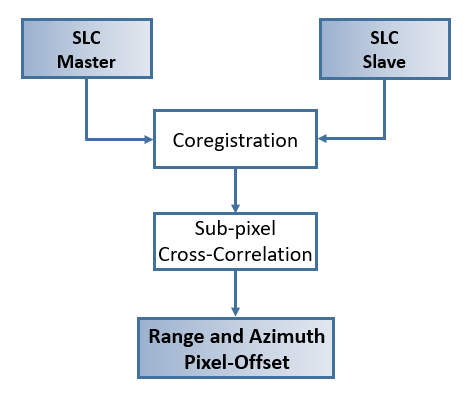 SLC
Master
SLC
Slave
Coregistration
Sub-pixel
Cross-Correlation
Range and Azimuth
Pixel-Offset